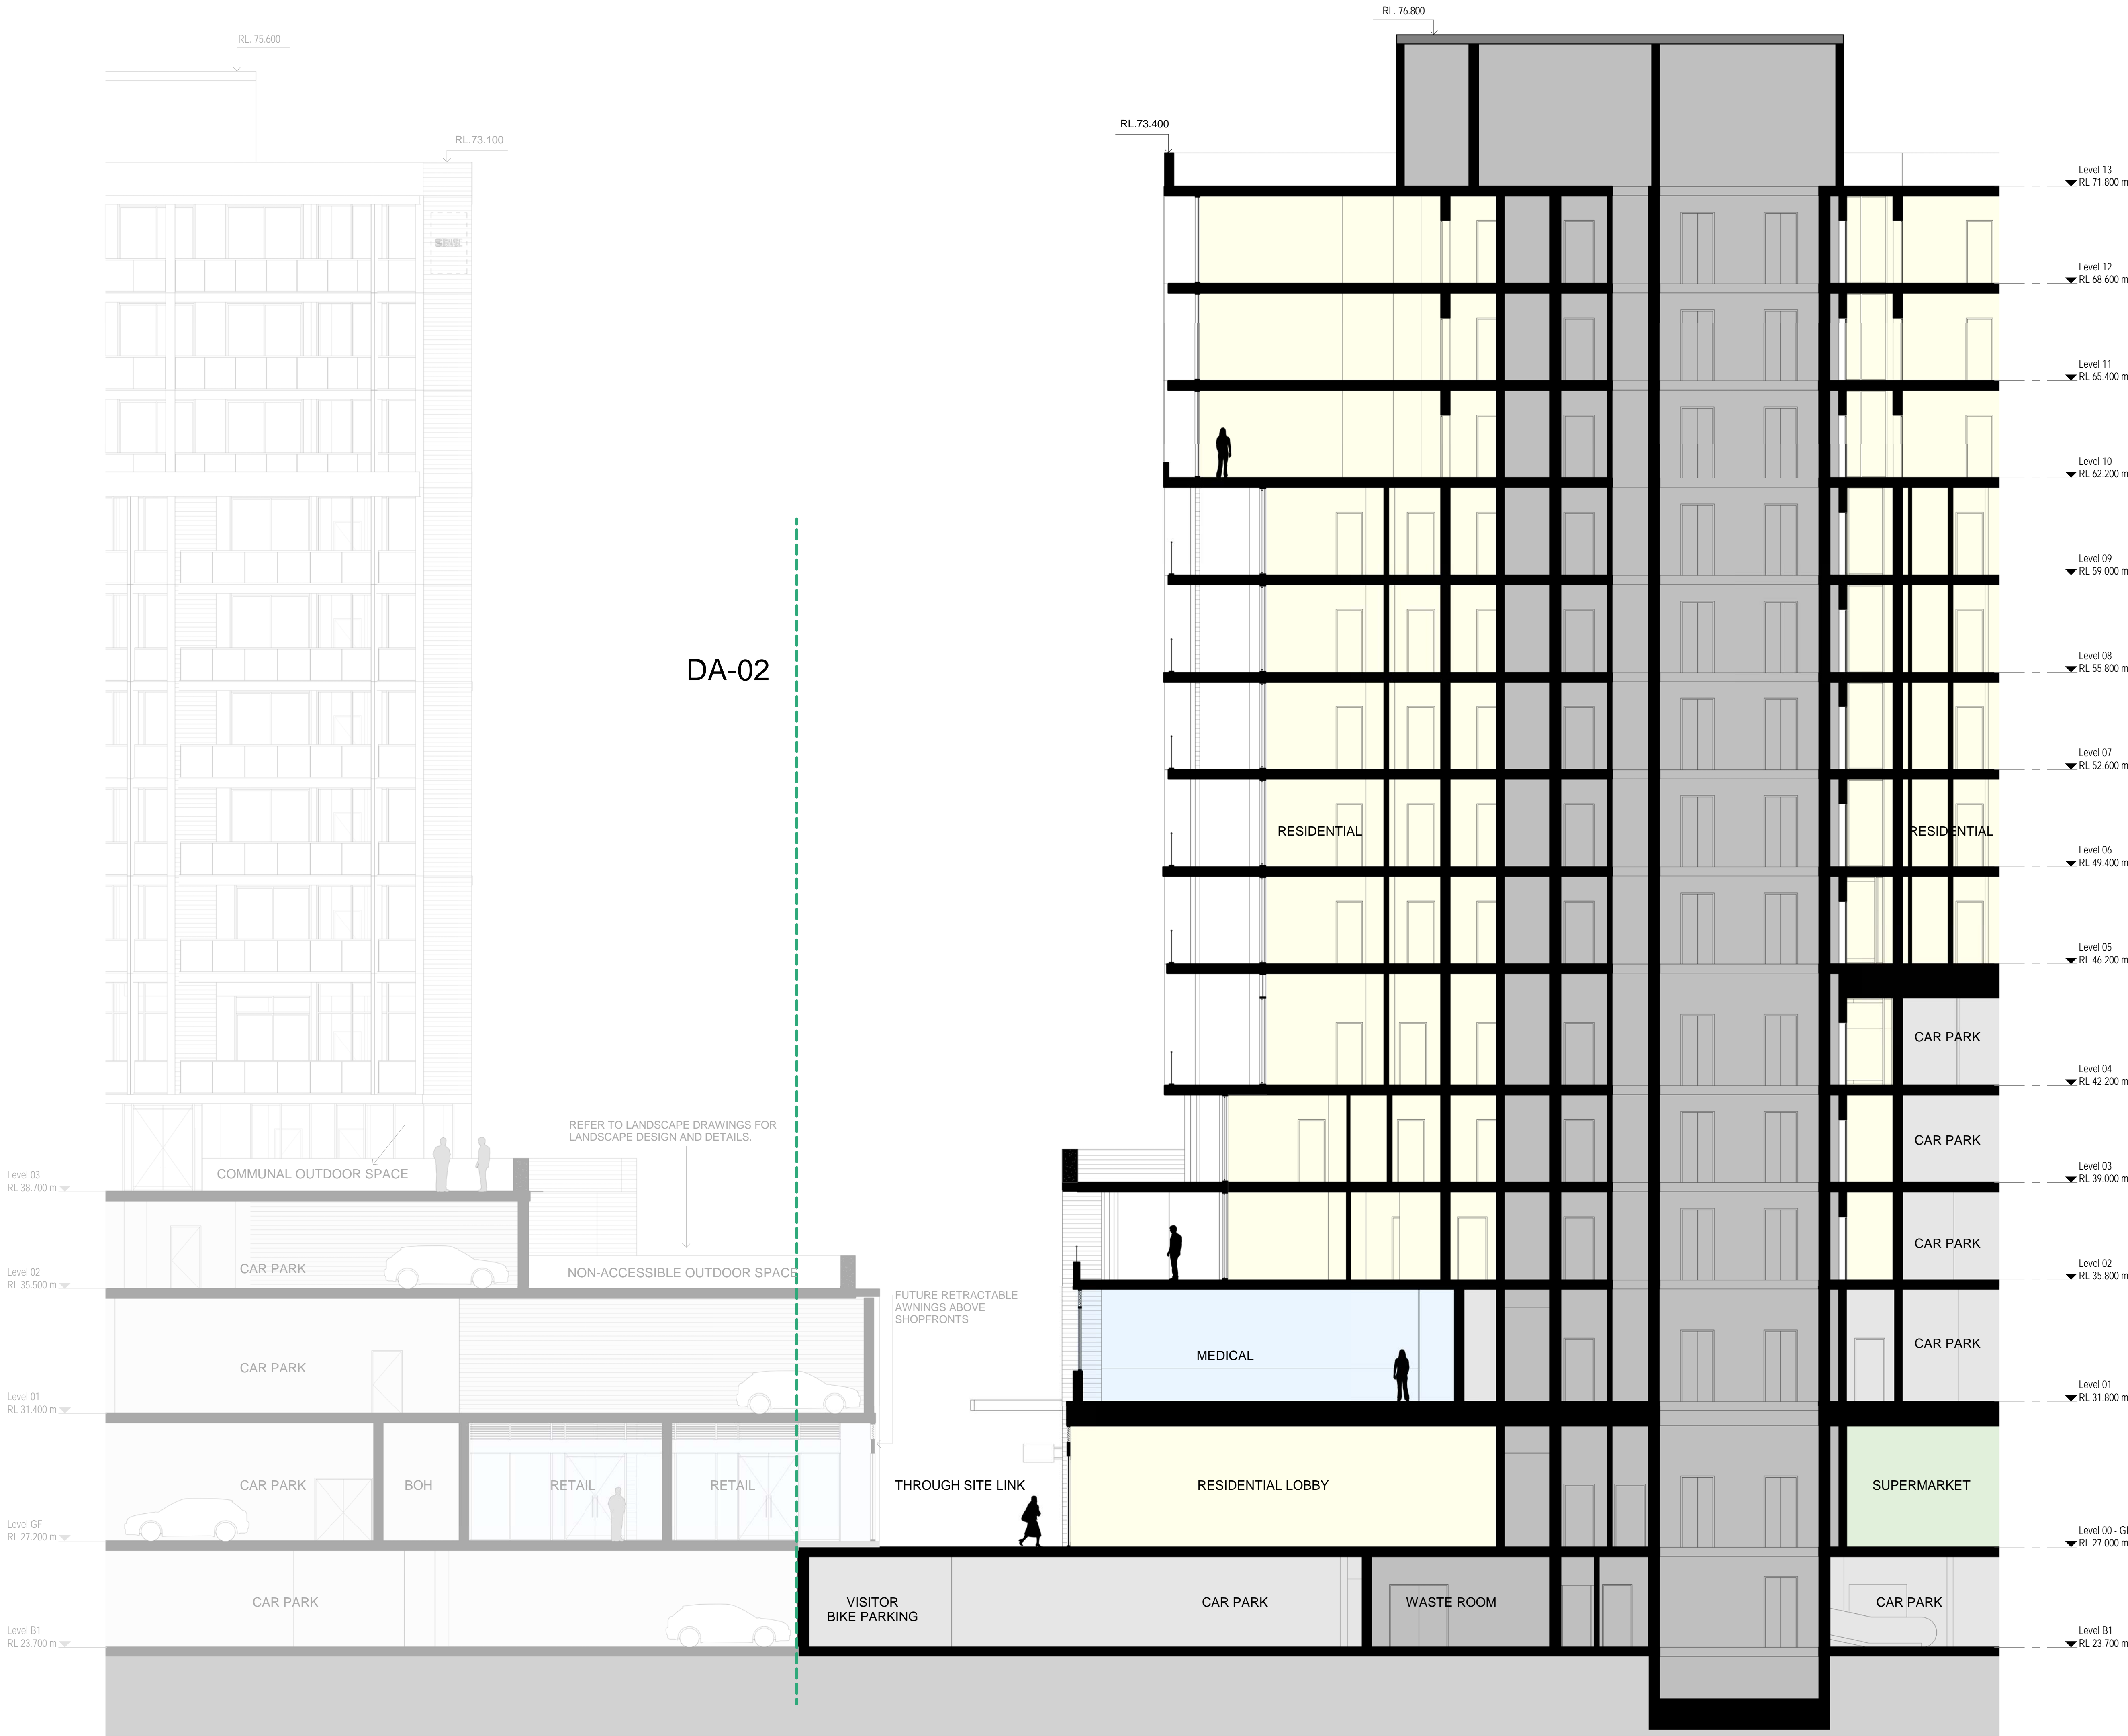 RL. 76.800
RL. 75.600
RL.73.400
RL.73.100
Level 13
RL 71.800 m
Level 12
RL 68.600 m
Level 11
RL 65.400 m
Level 10
RL 62.200 m
Level 09
RL 59.000 m
DA-02
Level 08
RL 55.800 m
Level 07
RL 52.600 m
RESIDENTIAL
RESIDENTIAL
Level 06
RL 49.400 m
Level 05
RL 46.200 m
CAR PARK
Level 04
RL 42.200 m
REFER TO LANDSCAPE DRAWINGS FOR
LANDSCAPE DESIGN AND DETAILS.
CAR PARK
COMMUNAL OUTDOOR SPACE
Level 03
RL 38.700 m
Level 03
RL 39.000 m
CAR PARK
CAR PARK
NON-ACCESSIBLE OUTDOOR SPACE
Level 02
RL 35.500 m
Level 02
RL 35.800 m
FUTURE RETRACTABLE
AWNINGS ABOVE
SHOPFRONTS
CAR PARK
MEDICAL
CAR PARK
Level 01
RL 31.400 m
Level 01
RL 31.800 m
CAR PARK
BOH
RETAIL
RETAIL
THROUGH SITE LINK
RESIDENTIAL LOBBY
SUPERMARKET
Level GF
RL 27.200 m
Level 00 - GF
RL 27.000 m
CAR PARK
VISITOR
BIKE PARKING
CAR PARK
WASTE ROOM
CAR PARK
Level B1
RL 23.700 m
Level B1
RL 23.700 m